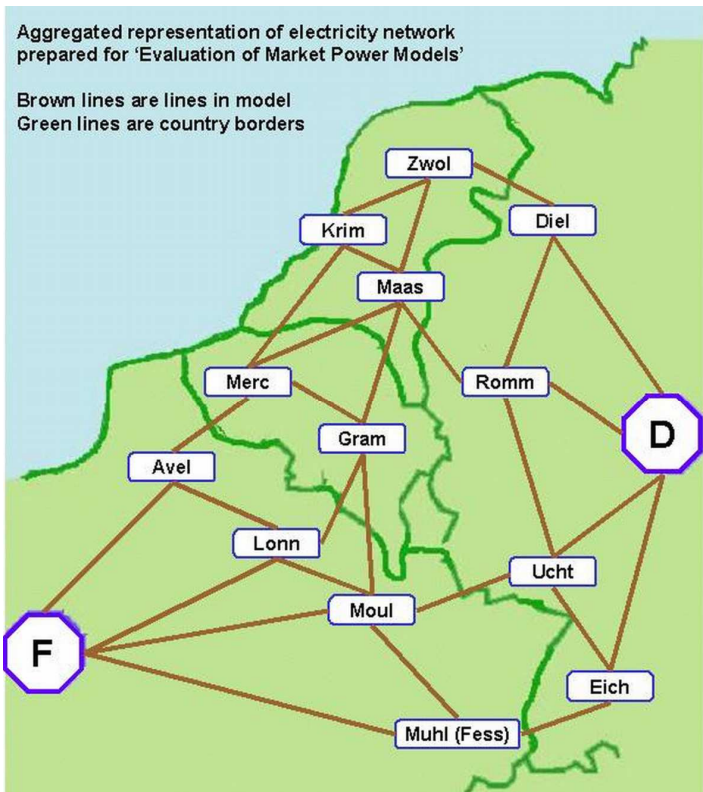 Aggregated representation of electricity network
prepared for ‘Evaluation of Market Power Models’
Brown lines are lines in model
Green lines are country borders
Zwol
Krim
Diel
Maas
Merc
Romm
Gram
D
Avel
Lonn
Ucht
Moul
F
Eich
Muhl (Fess)